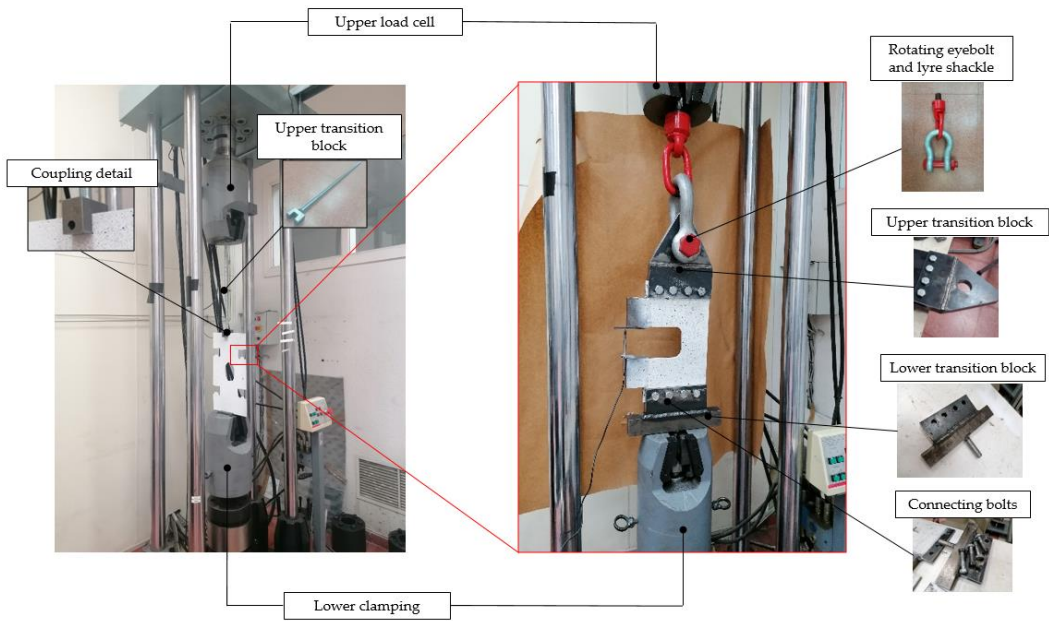 Upper load cell
Rotating eyebolt
and lyre shackle
Upper transition
block
Coupling detail
Upper transition block
Lower transition block
Connecting bolts
Lower clamping